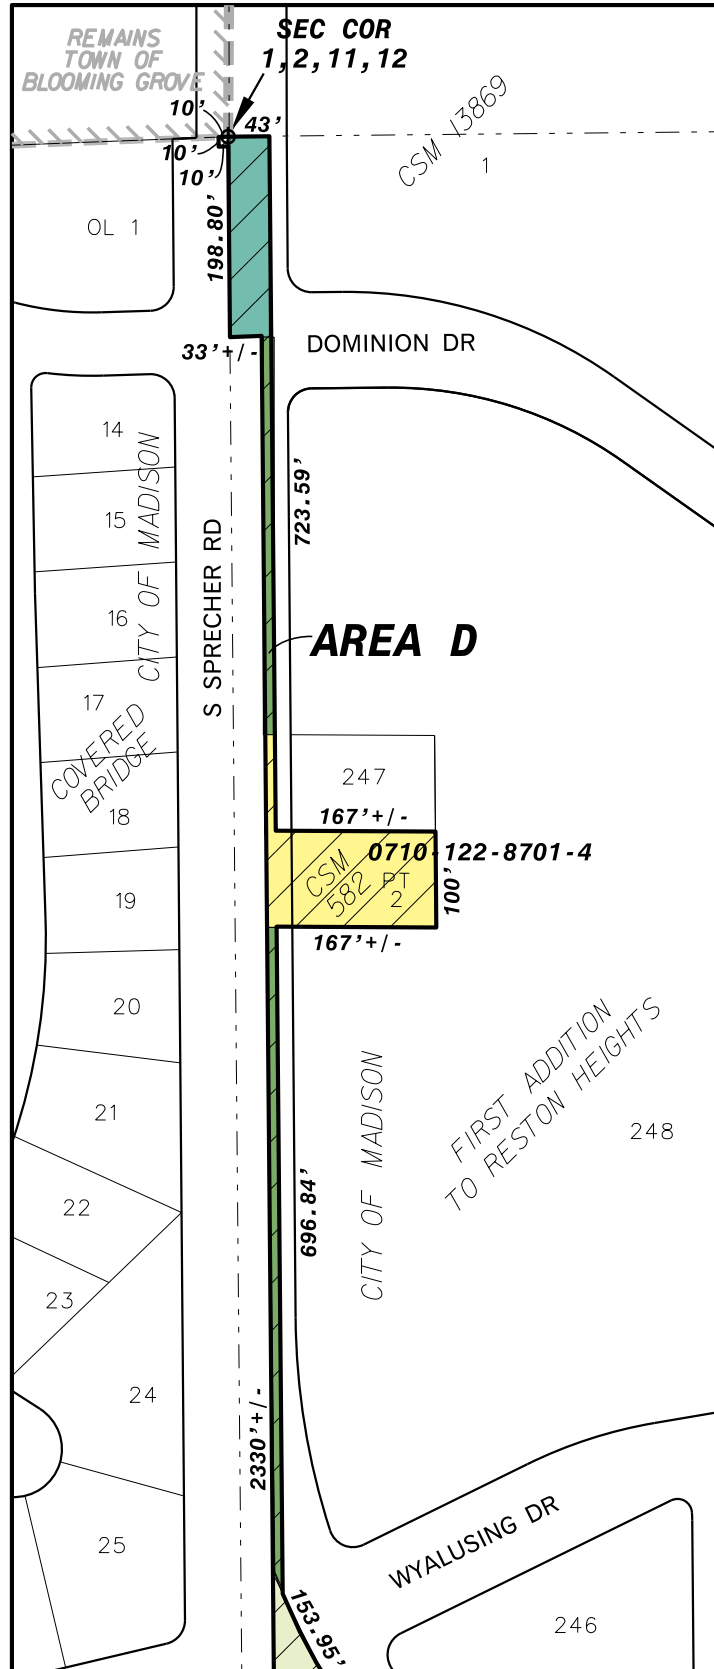 REMAINS
TOWN OF
BLOOMING GROVE
SEC COR
1,2,11,12
10'
43'
10'
10'
CSM 13869
1
198.80'
OL 1
33'+/-
DOMINION DR
14
CITY OF MADISON
15
723.59'
S SPRECHER RD
16
AREA D
17
COVERED
BRIDGE
247
18
167'+/-
0710-122-8701-4
CSM
582
PT
2
100'
19
167'+/-
20
FIRST ADDITION
TO RESTON HEIGHTS
CITY OF MADISON
21
248
696.84'
22
23
24
2330'+/-
WYALUSING DR
25
153.95'
246